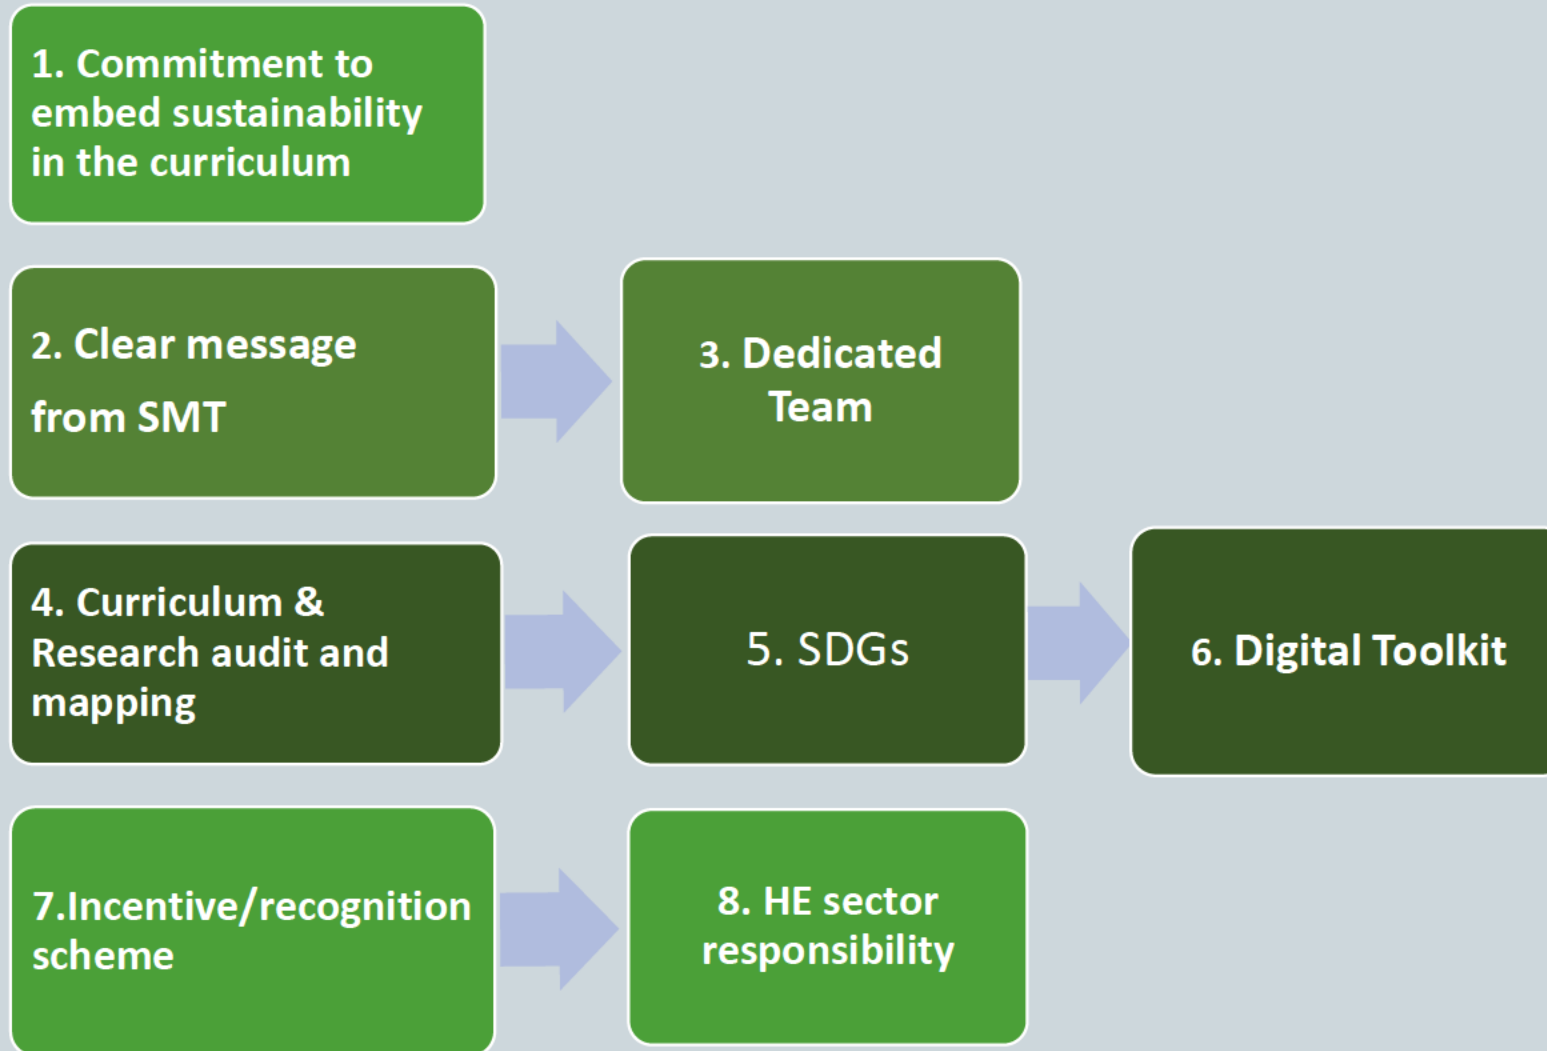 1. Commitment to
embed sustainability
in the curriculum
2. Clear message
from SMT
3. Dedicated
Team
4. Curriculum &
Research audit and
mapping
5. SDGs
6. Digital Toolkit
7.Incentive/recognition
scheme
8. HE sector
responsibility